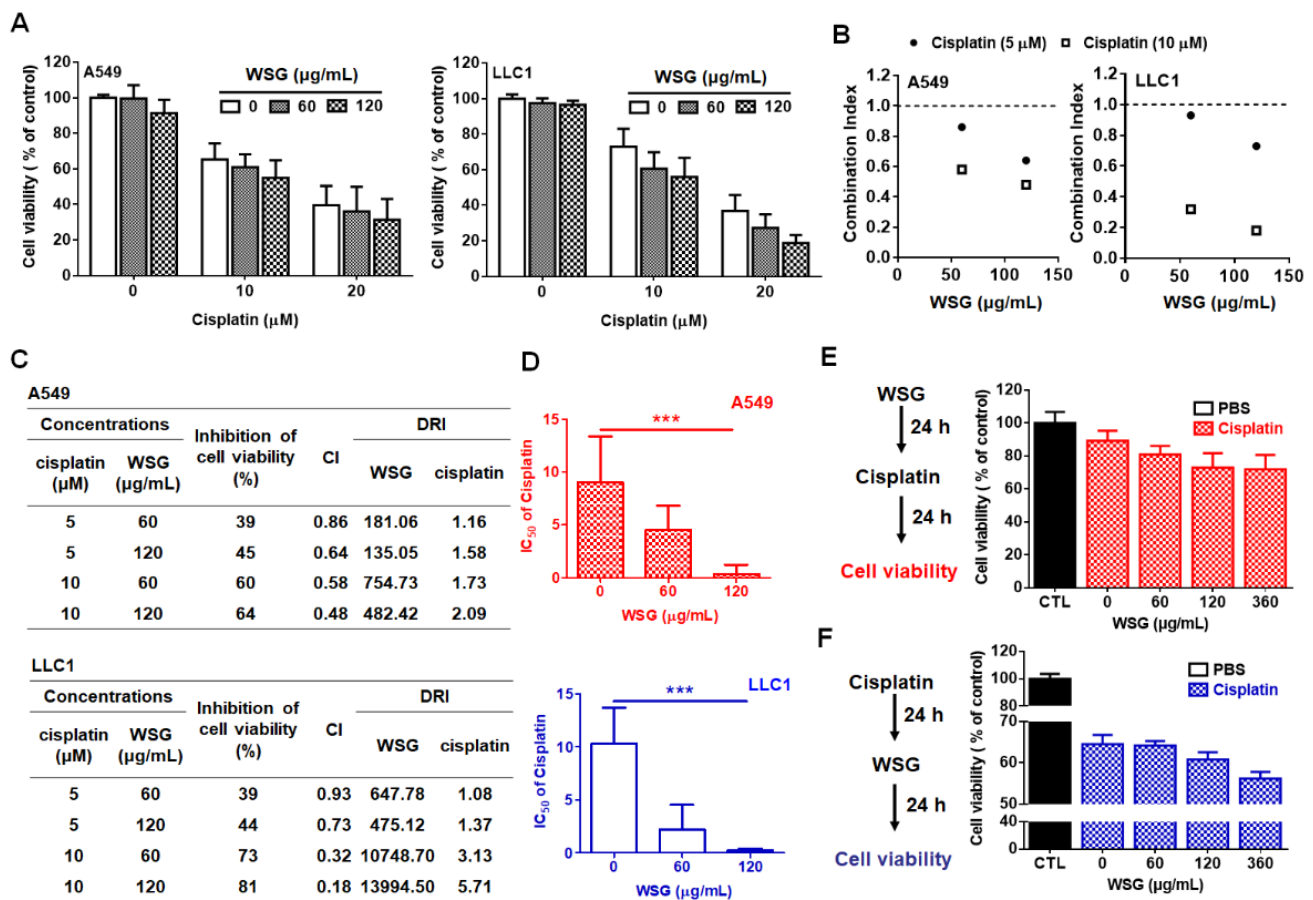 A
A549
WSG (µg/mL)
0 60 120
Cell viability ( % of control)
120
100
80
60
40
20
0
0 10 20
Cisplatin (µM)
LLC1
WSG (µg/mL)
0 60 120
Cell viability ( % of control)
120
100
80
60
40
20
0
0 10 20
Cisplatin (µM)
B
Cisplatin (5 µM) Cisplatin (10 µM)
A549
Combination Index
1.2
1.0
0.8
0.6
0.4
0.2
0.0
0 50 100 150
WSG (µg/mL)
LLC1
Combination Index
1.2
1.0
0.8
0.6
0.4
0.2
0.0
0 50 100 150
WSG (µg/mL)
C
A549
Concentrations
Inhibition of cell viability (%)
CI
DRI
cisplatin (µM) WSG (µg/mL) WSG cisplatin
5 60 39 0.86 181.06 1.16
5 120 45 0.64 135.05 1.58
10 60 60 0.58 754.73 1.73
10 120 64 0.48 482.42 2.09
LLC1
Concentrations
Inhibition of cell viability (%)
CI
DRI
cisplatin (µM) WSG (µg/mL) WSG cisplatin
5 60 39 0.93 647.78 1.08
5 120 44 0.73 475.12 1.37
10 60 73 0.32 10748.70 3.13
10 120 81 0.18 13994.50 5.71
D
A549
***
IC50 of Cisplatin
15
10
5
0
0 60 120
WSG (µg/mL)
LLC1
***
IC50 of Cisplatin
15
10
5
0
0 60 120
WSG (µg/mL)
E
WSG
24 h
Cisplatin
24 h
Cell viability
PBS
Cisplatin
Cell viability ( % of control)
120
100
80
60
40
20
0
CTL 0 60 120 360
WSG (µg/mL)
F
Cisplatin
24 h
WSG
24 h
Cell viability
PBS
Cisplatin
Cell viability ( % of control)
120
100
80
70
60
50
40
0
CTL 0 60 120 360
WSG (µg/mL)